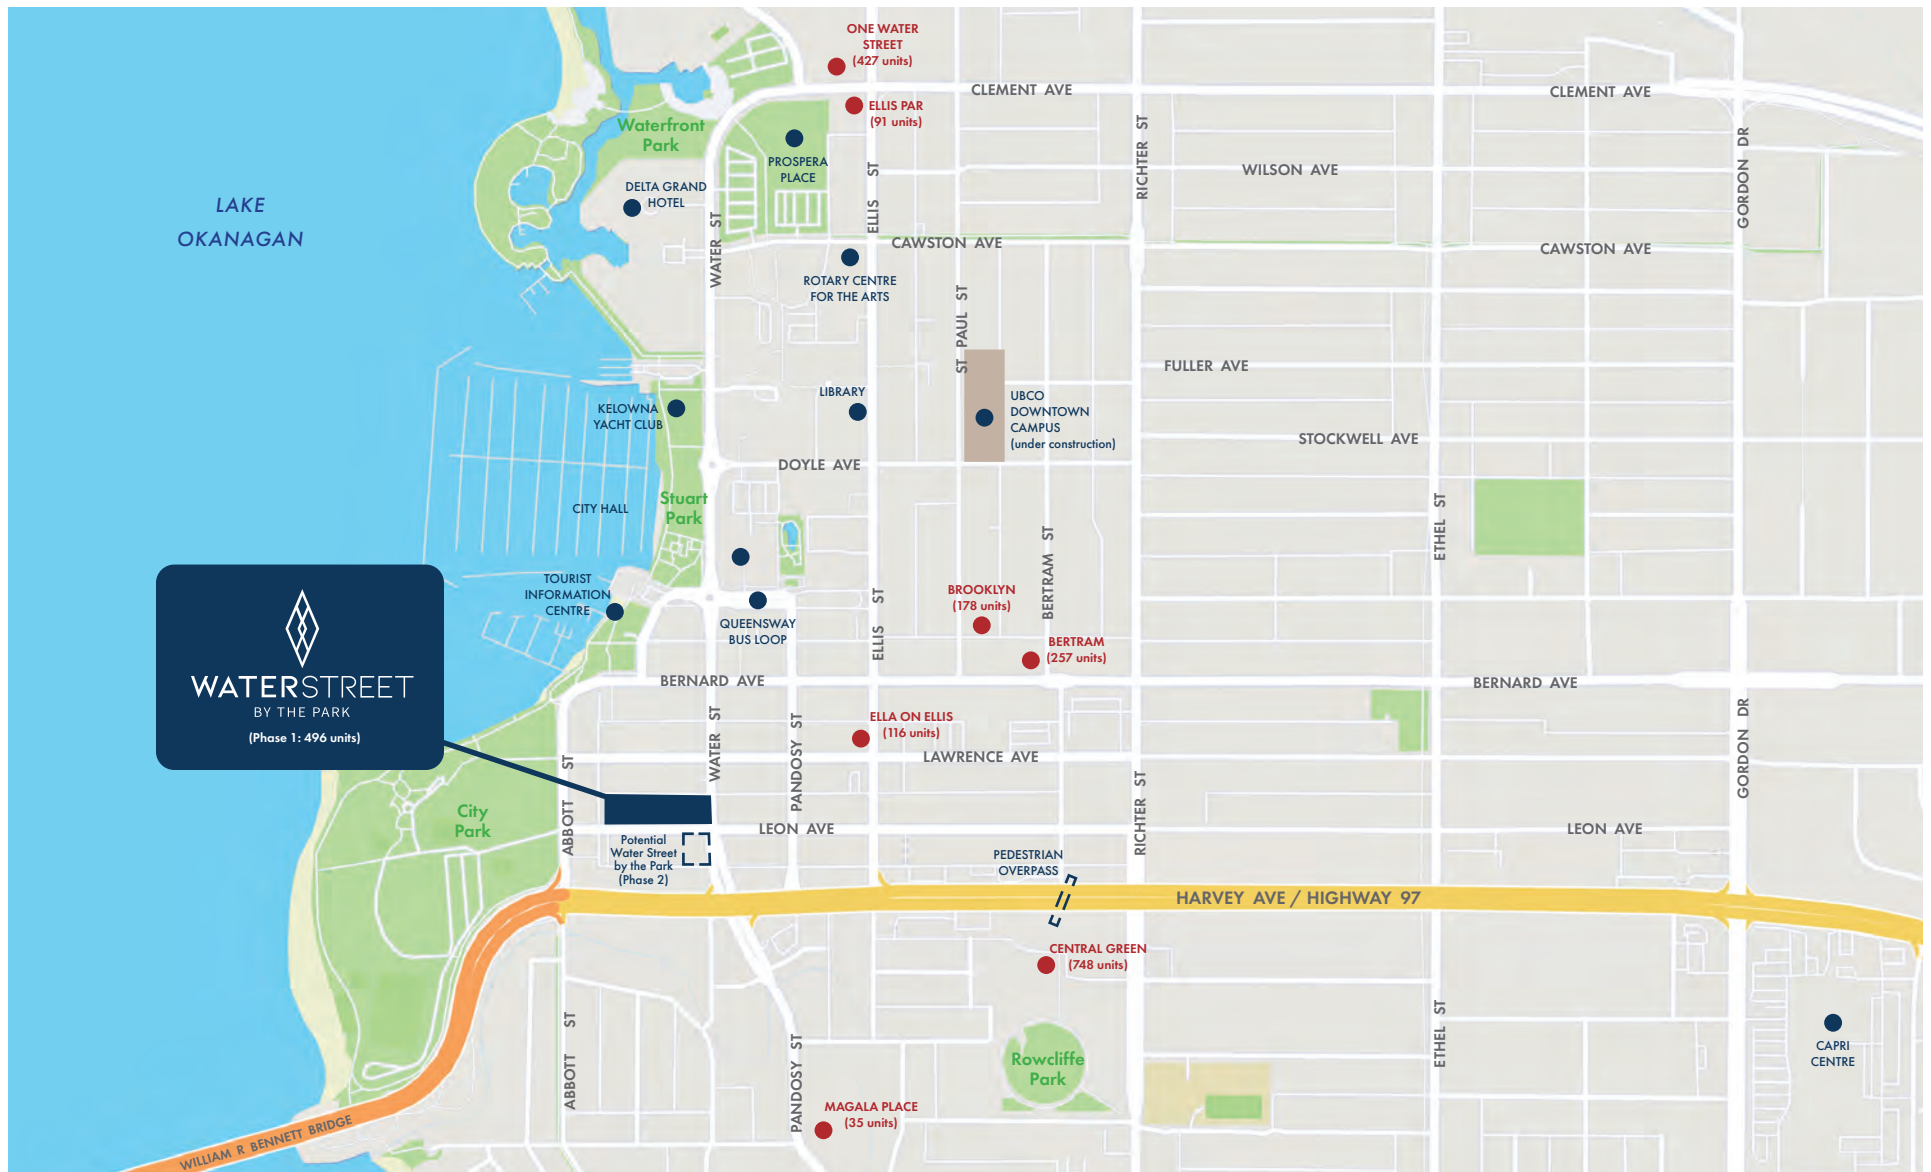 ONE WATER
STREET
(427 units)
CLEMENT AVE
CLEMENT AVE
ELLIS PAR
(91 units)
Waterfront
Park
PROSPERA
PLACE
RICHTER ST
GORDON DR
WILSON AVE
ELLIS ST
DELTA GRAND
HOTEL
LAKE
OKANAGAN
WATER ST
CAWSTON AVE
CAWSTON AVE
ROTARY CENTRE
FOR THE ARTS
ST PAUL ST
FULLER AVE
LIBRARY
UBCO
DOWNTOWN
CAMPUS
(under construction)
KELOWNA
YACHT CLUB
STOCKWELL AVE
DOYLE AVE
Stuart
Park
CITY HALL
ETHEL ST
BERTRAM ST
TOURIST
INFORMATION
CENTRE
BROOKLYN
(178 units)
ELLIS ST
QUEENSWAY
BUS LOOP
BERTRAM
(257 units)
WATERSTREET
BY THE PARK
(Phase 1: 496 units)
BERNARD AVE
BERNARD AVE
ELLA ON ELLIS
(116 units)
WATER ST
PANDOSY ST
GORDON DR
LAWRENCE AVE
ABBOTT ST
RICHTER ST
City
Park
LEON AVE
LEON AVE
Potential
Water Street
by the Park
(Phase 2)
PEDESTRIAN
OVERPASS
HARVEY AVE / HIGHWAY 97
CENTRAL GREEN
(748 units)
ETHEL ST
ABBOTT ST
PANDOSY ST
Rowcliffe
Park
CAPRI
CENTRE
MAGALA PLACE
(35 units)
WILLIAM R BENNETT BRIDGE